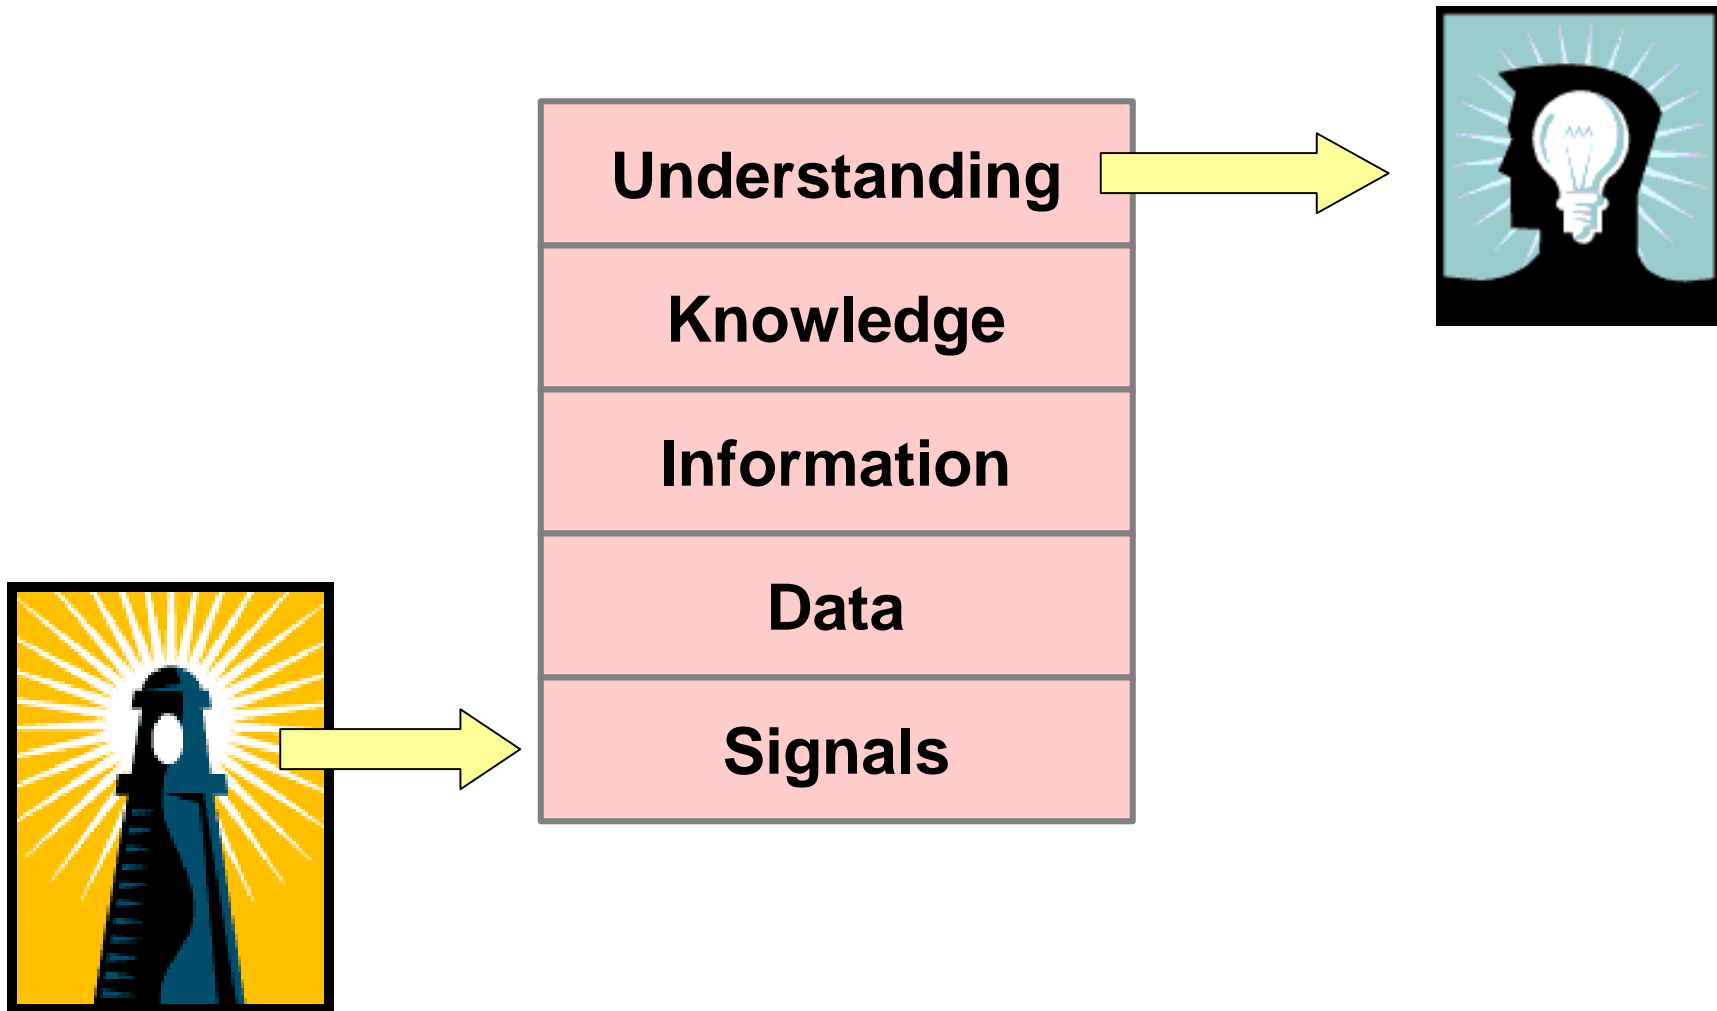 Understanding
Knowledge
Information
Data
Signals